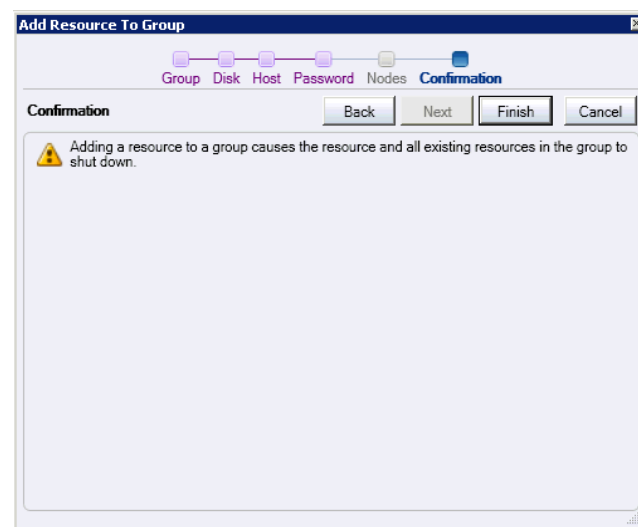 Add Resource To Group
Group Disk Host Password Nodes Confirmation
Confirmation Back Next Finish Cancel
Adding a resource to a group causes the resource and all existing resources in the group to
shut down.